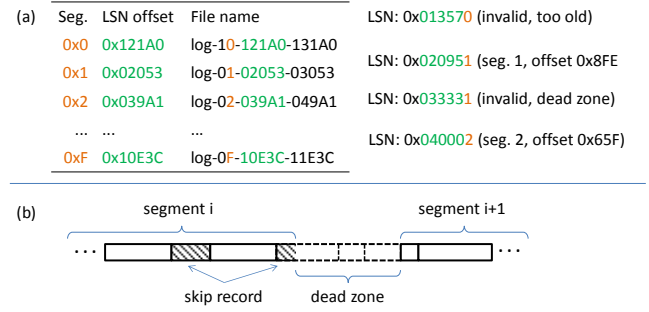 (a)
Seg. LSN offset File name
0x0 0x121A0 log-10-121A0-131A0
0x1 0x02053 log-01-02053-03053
0x2 0x039A1 log-02-039A1-049A1
... ... ...
0xF 0x10E3C log-0F-10E3C-11E3C
LSN: 0x013570 (invalid, too old)
LSN: 0x020951 (seg. 1, offset 0x8FE
LSN: 0x033331 (invalid, dead zone)
LSN: 0x040002 (seg. 2, offset 0x65F)
(b)
segment i segment i+1
... ...
skip record dead zone